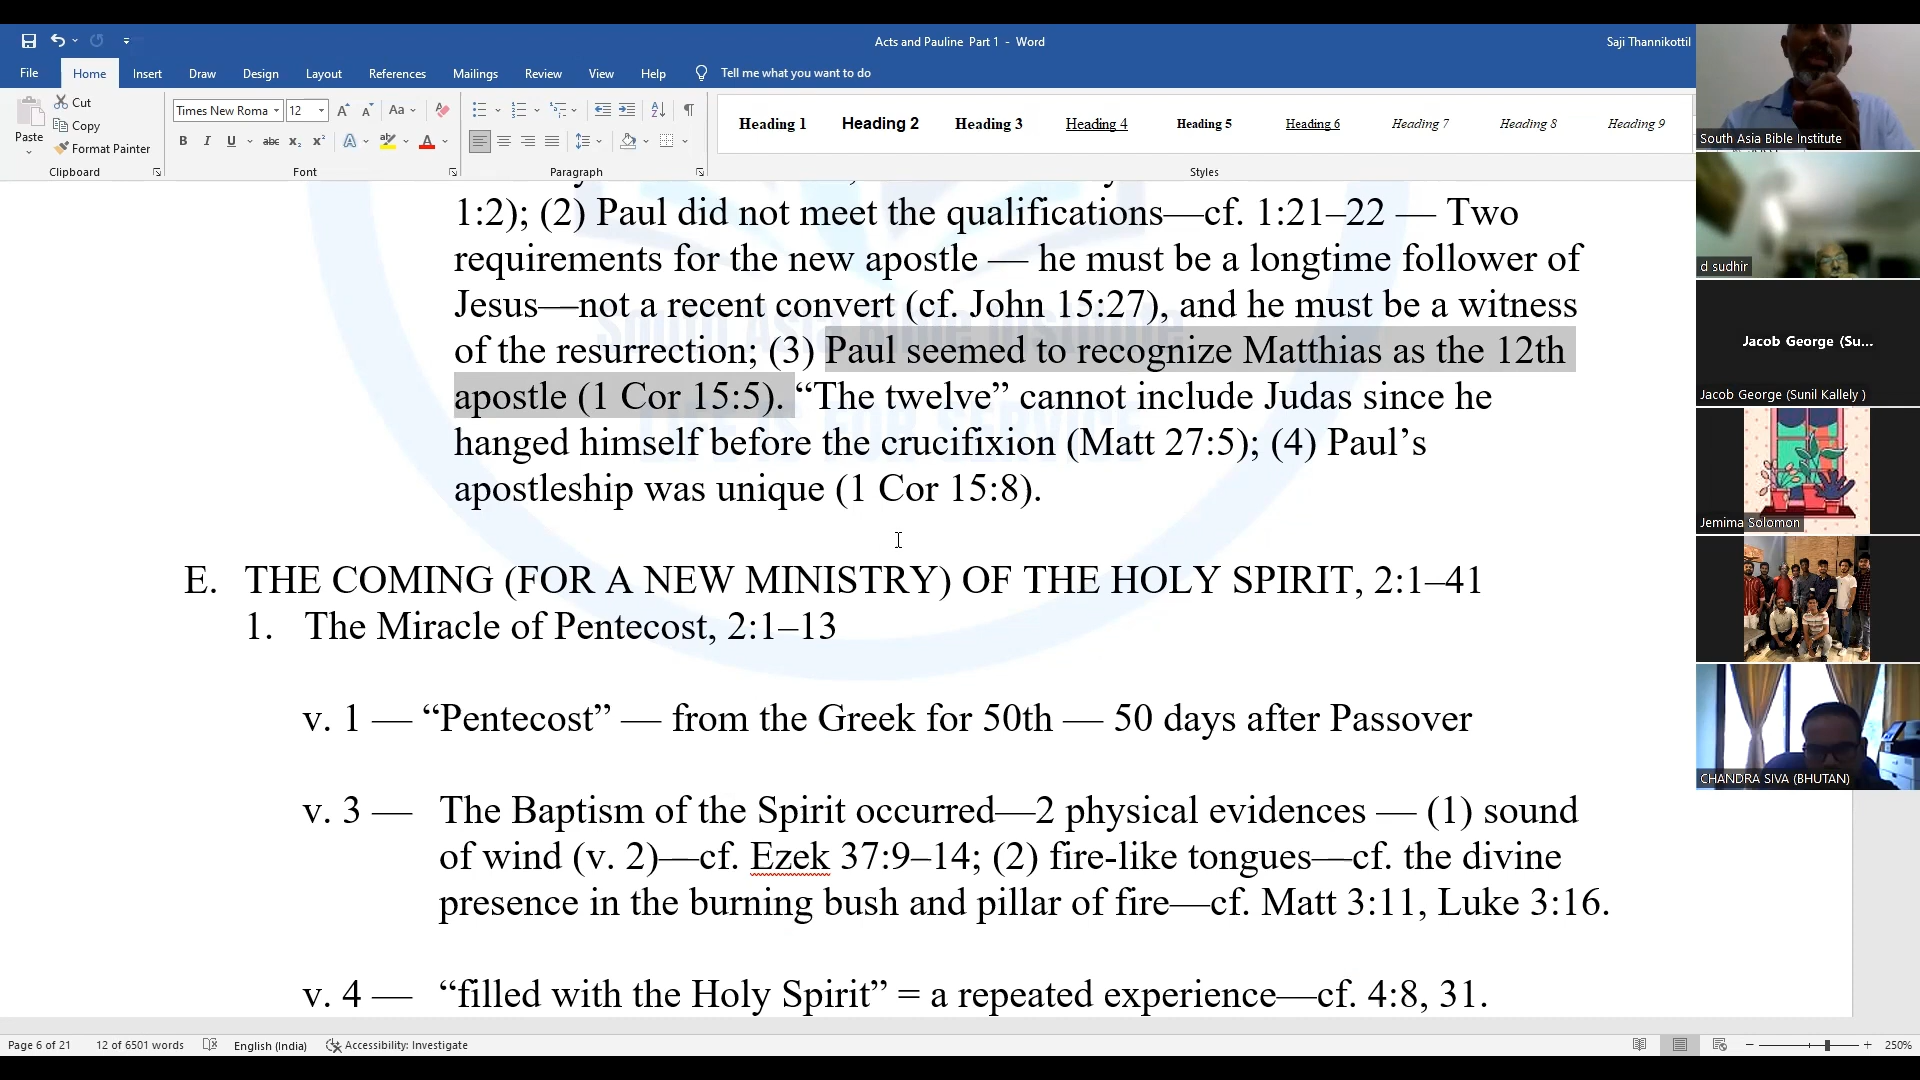 Acts and Pauline Part 1 - Word
Saji Thannikottil
File Home Insert Draw Design Layout References Mailings Review View Help Tell me what you want to do
Paste
Cut
Copy
Format Painter
Times New Roma 12
Heading 1 Heading 2 Heading 3 Heading 4 Heading 5 Heading 6 Heading 7 Heading 8 Heading 9
Clipboard Font Paragraph Styles
1:2); (2) Paul did not meet the qualifications—cf. 1:21–22 — Two
requirements for the new apostle — he must be a longtime follower of
Jesus—not a recent convert (cf. John 15:27), and he must be a witness
of the resurrection; (3) Paul seemed to recognize Matthias as the 12th
apostle (1 Cor 15:5). “The twelve” cannot include Judas since he
hanged himself before the crucifixion (Matt 27:5); (4) Paul’s
apostleship was unique (1 Cor 15:8).
E. THE COMING (FOR A NEW MINISTRY) OF THE HOLY SPIRIT, 2:1–41
1. The Miracle of Pentecost, 2:1–13
v. 1 — “Pentecost” — from the Greek for 50th — 50 days after Passover
v. 3 — The Baptism of the Spirit occurred—2 physical evidences — (1) sound
of wind (v. 2)—cf. Ezek 37:9–14; (2) fire-like tongues—cf. the divine
presence in the burning bush and pillar of fire—cf. Matt 3:11, Luke 3:16.
v. 4 — “filled with the Holy Spirit” = a repeated experience—cf. 4:8, 31.
Page 6 of 21 12 of 6501 words English (India) Accessibility: Investigate 250%
South Asia Bible Institute
d sudhir
Jacob George (Su...
Jacob George (Sunil Kallely )
Jemima Solomon
CHANDRA SIVA (BHUTAN)